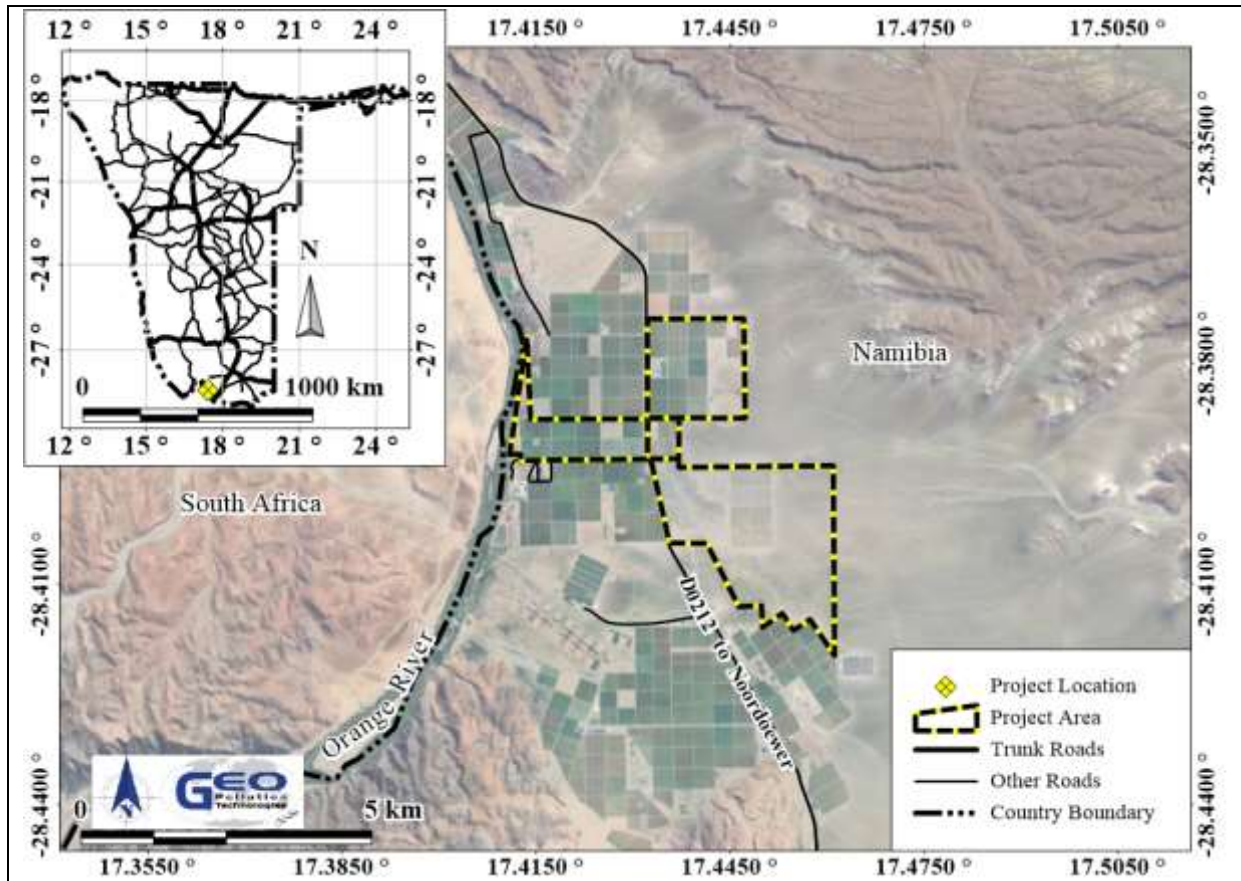 12 ° 15 ° 18 ° 21 ° 24 °
17.4150 ° 17.4450 ° 17.4750 ° 17.5050 °
-18 °
-18 °
-21 °
-21 °
-24 °
-24 °
-27 °
-27 °
N
0 1000 km
12 ° 15 ° 18 ° 21 ° 24 °
-28.3500 °
-28.3800 °
-28.4100 °
-28.4100 °
-28.4400 °
-28.4400 °
Namibia
South Africa
Orange River
D0212 to Noordoewer
Project Location
Project Area
Trunk Roads
Other Roads
Country Boundary
GEO
Pollution
Technologies
0 5 km
17.3550 ° 17.3850 ° 17.4150 ° 17.4450 ° 17.4750 ° 17.5050 °